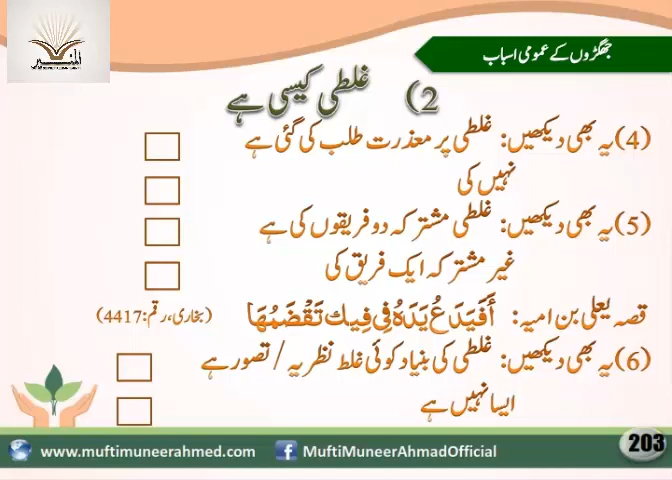 المنیر
جھگڑوں کے عمومی اسباب
2) غلطی کیسی ہے
(4) یہ بھی دیکھیں: غلطی پر معذرت طلب کی گئی ہے
نہیں کی
(5) یہ بھی دیکھیں: غلطی مشترکہ دو فریقوں کی ہے
غیر مشترکہ ایک فریق کی
قصہ یعلی بن امیہ: أَفَيَدَعُ يَدَهُ فِي فِيك تَقْضَمُهَا (بخاری، رقم: 4417)
(6) یہ بھی دیکھیں: غلطی کی بنیاد کوئی غلط نظریہ / تصور ہے
ایسا نہیں ہے
www.muftimuneerahmed.com f MuftiMuneerAhmadOfficial 203